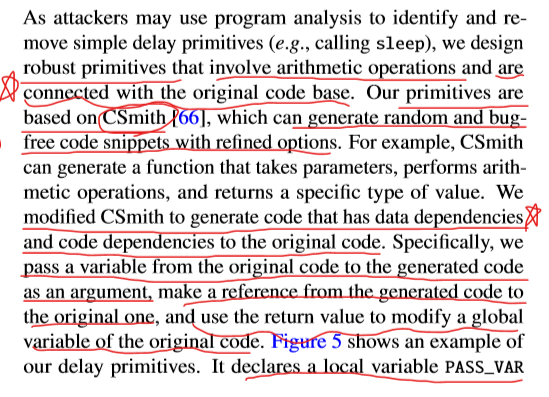 As attackers may use program analysis to identify and re-
move simple delay primitives (e.g., calling sleep), we design
robust primitives that involve arithmetic operations and are
connected with the original code base. Our primitives are
based on CSmith [66], which can generate random and bug-
free code snippets with refined options. For example, CSmith
can generate a function that takes parameters, performs arith-
metic operations, and returns a specific type of value. We
modified CSmith to generate code that has data dependencies
and code dependencies to the original code. Specifically, we
pass a variable from the original code to the generated code
as an argument, make a reference from the generated code to
the original one, and use the return value to modify a global
variable of the original code. Figure 5 shows an example of
our delay primitives. It declares a local variable PASS_VAR